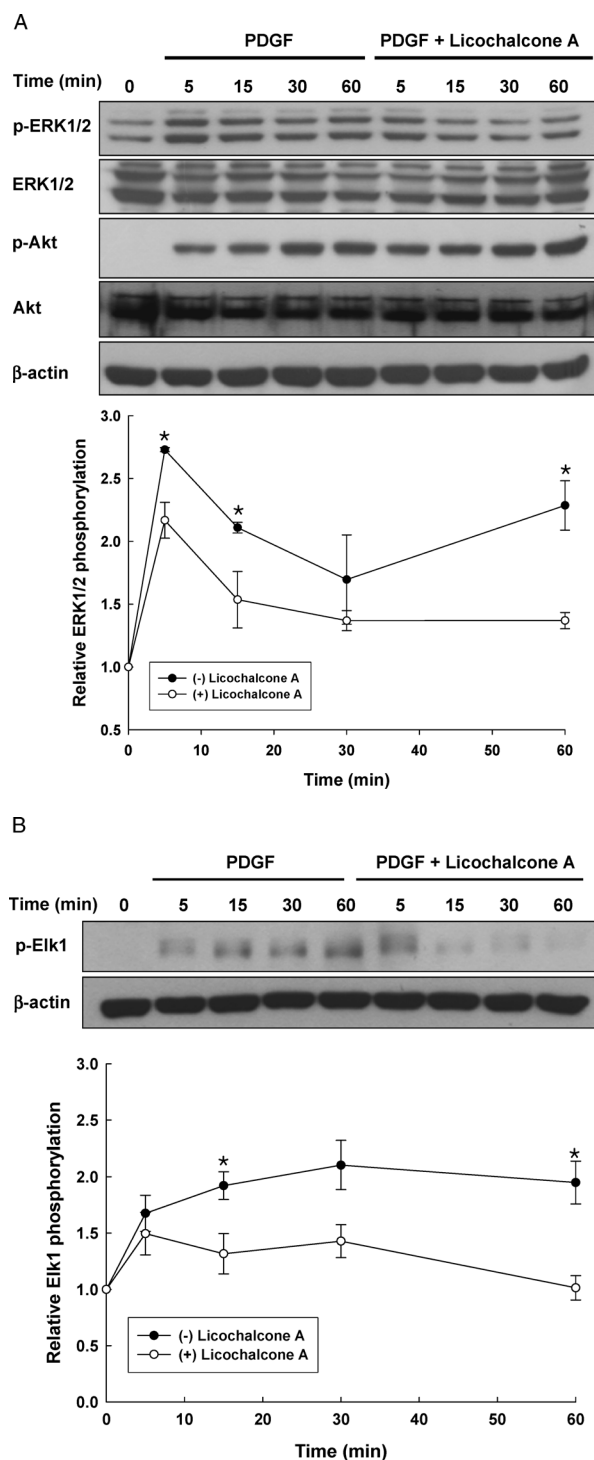 A
PDGF PDGF + Licochalcone A
Time (min) 0 5 15 30 60 5 15 30 60
p-ERK1/2
ERK1/2
p-Akt
Akt
β-actin
3.0
2.5
2.0
1.5
1.0
0.5
Relative ERK1/2 phosphorylation
*
*
*
(-) Licochalcone A
(+) Licochalcone A
0 10 20 30 40 50 60
Time (min)
B
PDGF PDGF + Licochalcone A
Time (min) 0 5 15 30 60 5 15 30 60
p-Elk1
β-actin
3.0
2.5
2.0
1.5
1.0
0.5
0.0
Relative Elk1 phosphorylation
*
*
(-) Licochalcone A
(+) Licochalcone A
0 10 20 30 40 50 60
Time (min)